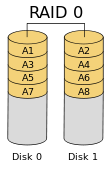 RAID 0
A1 A2
A3 A4
A5 A6
A7 A8
Disk 0 Disk 1